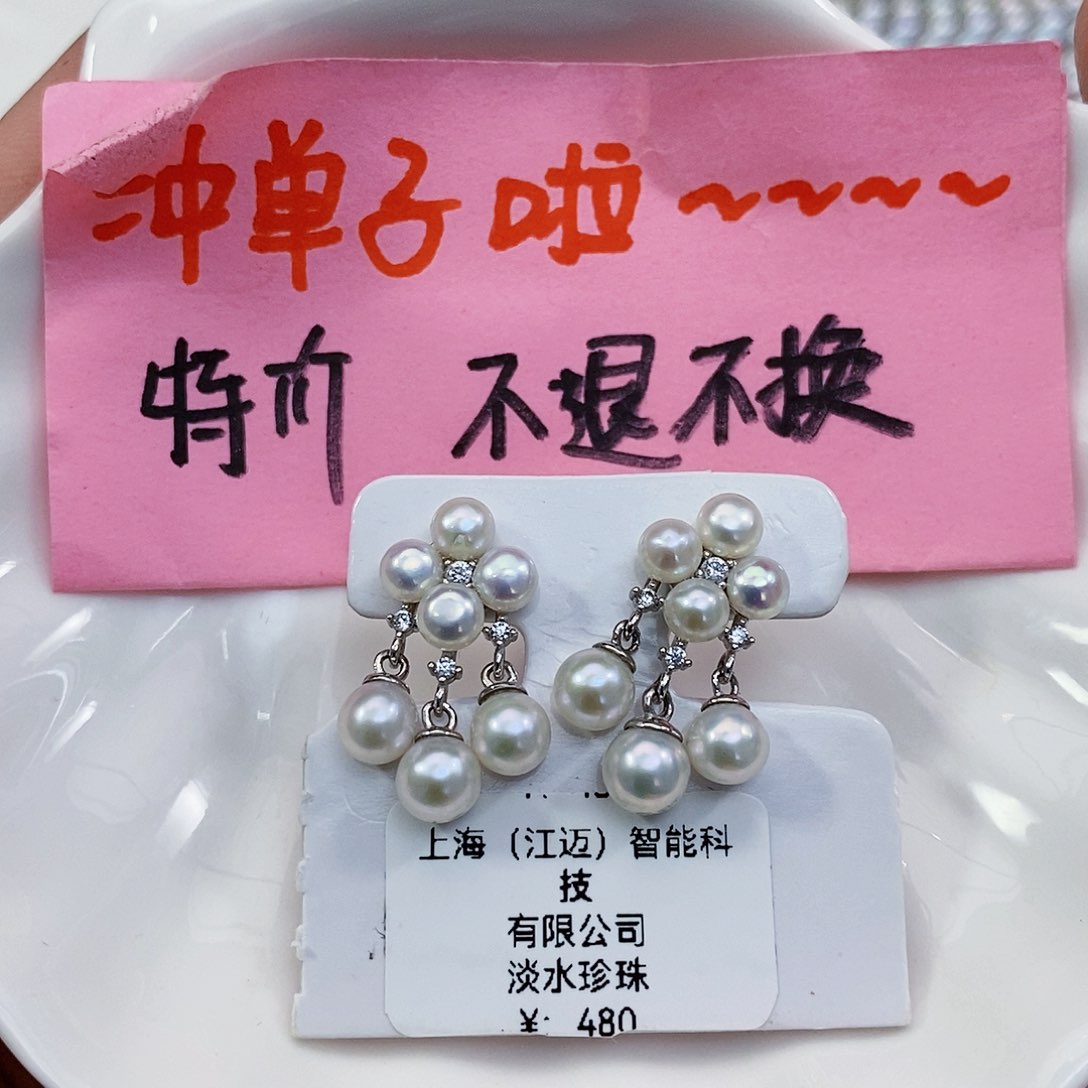 冲单子啦~~~~
特价 不退不换
上海（江迈）智能科
技
有限公司
淡水珍珠
¥: 480